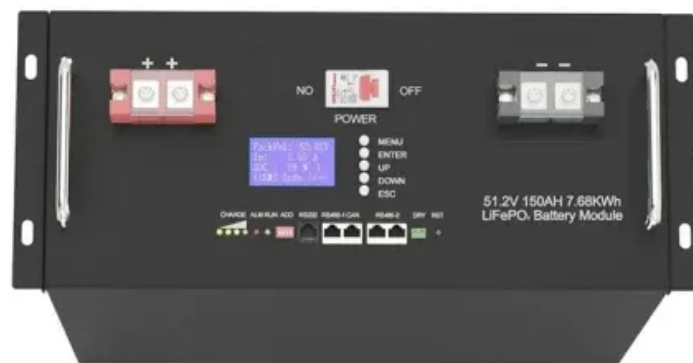 + +
- -
NO
OFF
POWER
MENU
ENTER
UP
DOWN
ESC
51.2V 150AH 7.68KWh
LiFePO₄ Battery Module
CHARGE ALM RUN ADD RS232 RS485-1 CAN RS485-2 DRY RST